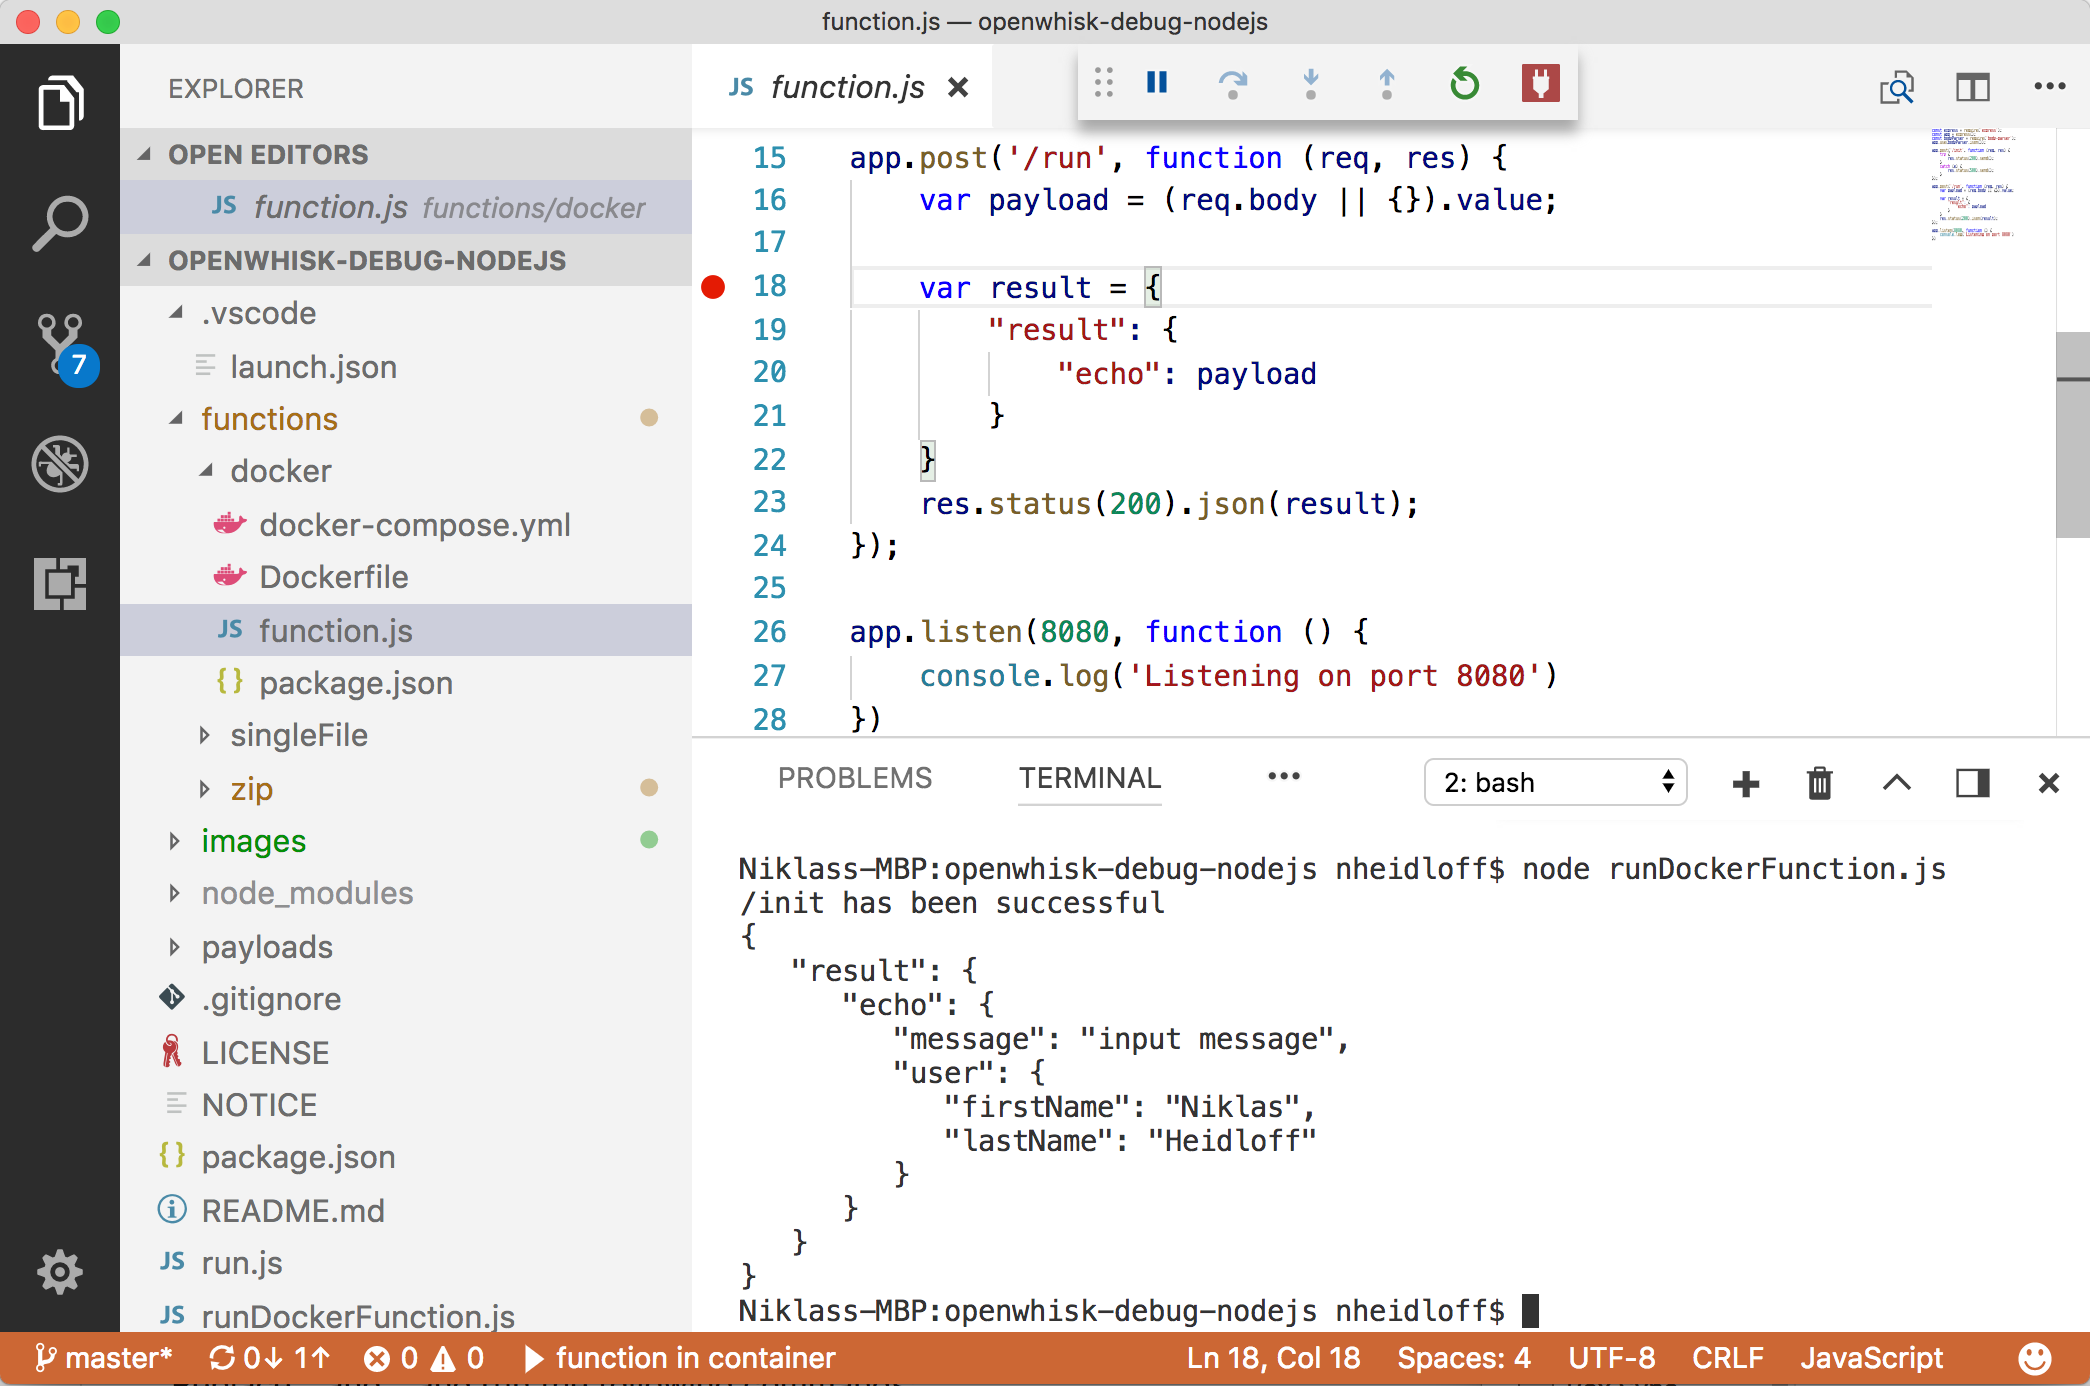 function.js — openwhisk-debug-nodejs
EXPLORER
OPEN EDITORS
JS function.js functions/docker
OPENWHISK-DEBUG-NODEJS
.vscode
launch.json
functions
docker
docker-compose.yml
Dockerfile
JS function.js
{} package.json
singleFile
zip
images
node_modules
payloads
.gitignore
LICENSE
NOTICE
{} package.json
README.md
JS run.js
JS runDockerFunction.js
7
JS function.js
15 app.post('/run', function (req, res) {
16 var payload = (req.body || {}).value;
17
18 var result = {
19 "result": {
20 "echo": payload
21 }
22 }
23 res.status(200).json(result);
24 });
25
26 app.listen(8080, function () {
27 console.log('Listening on port 8080')
28 })
PROBLEMS TERMINAL 2: bash
Niklass-MBP:openwhisk-debug-nodejs nheidloff$ node runDockerFunction.js
/init has been successful
{
"result": {
"echo": {
"message": "input message",
"user": {
"firstName": "Niklas",
"lastName": "Heidloff"
}
}
}
}
Niklass-MBP:openwhisk-debug-nodejs nheidloff$
master* 0↓ 1↑ 0 0 function in container Ln 18, Col 18 Spaces: 4 UTF-8 CRLF JavaScript